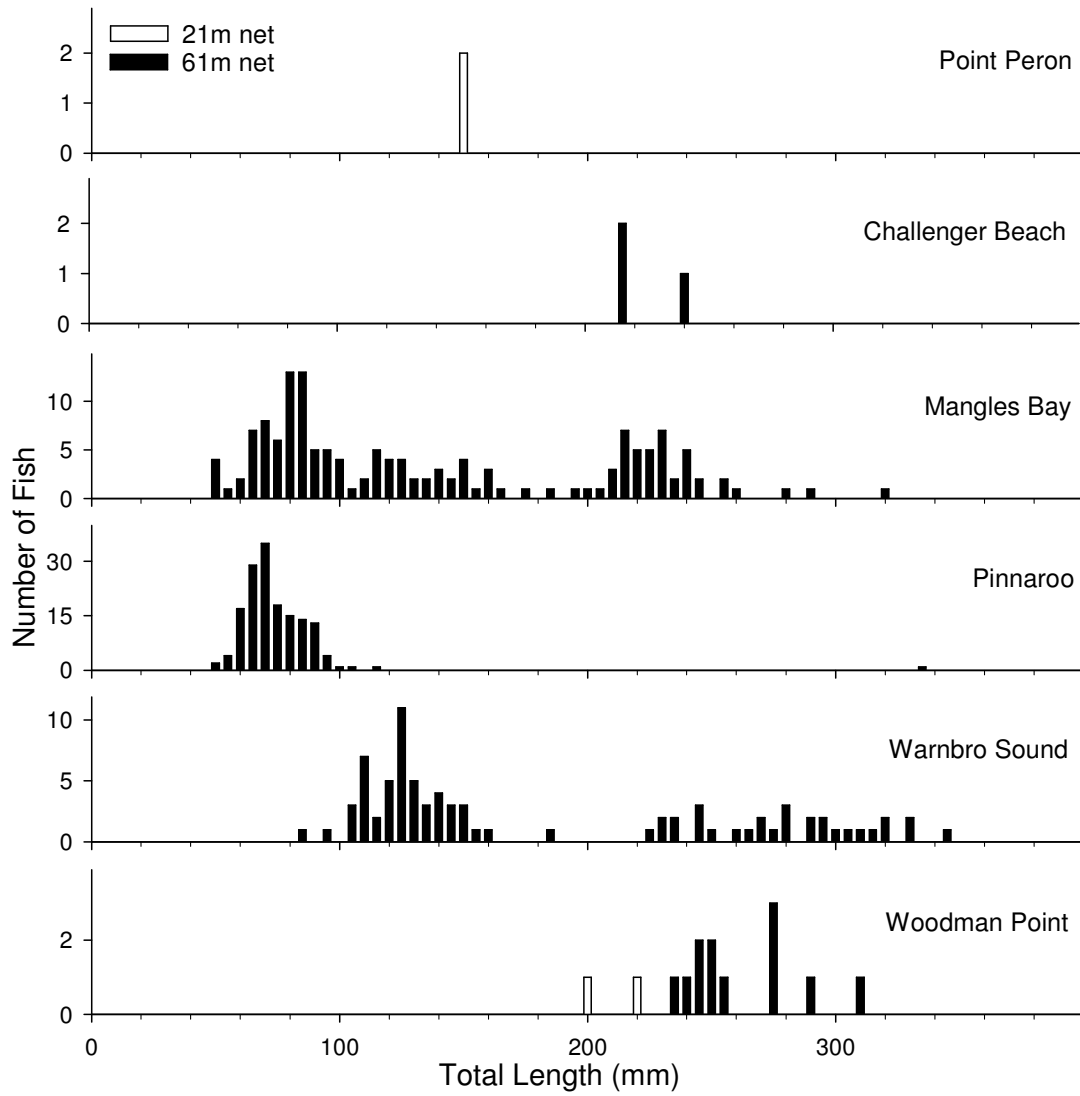 21m net
61m net
Point Peron
2
1
0
Challenger Beach
2
1
0
Mangles Bay
10
5
0
Number of Fish
Pinnaroo
30
15
0
Warnbro Sound
10
5
0
Woodman Point
2
0
0 100 200 300
Total Length (mm)